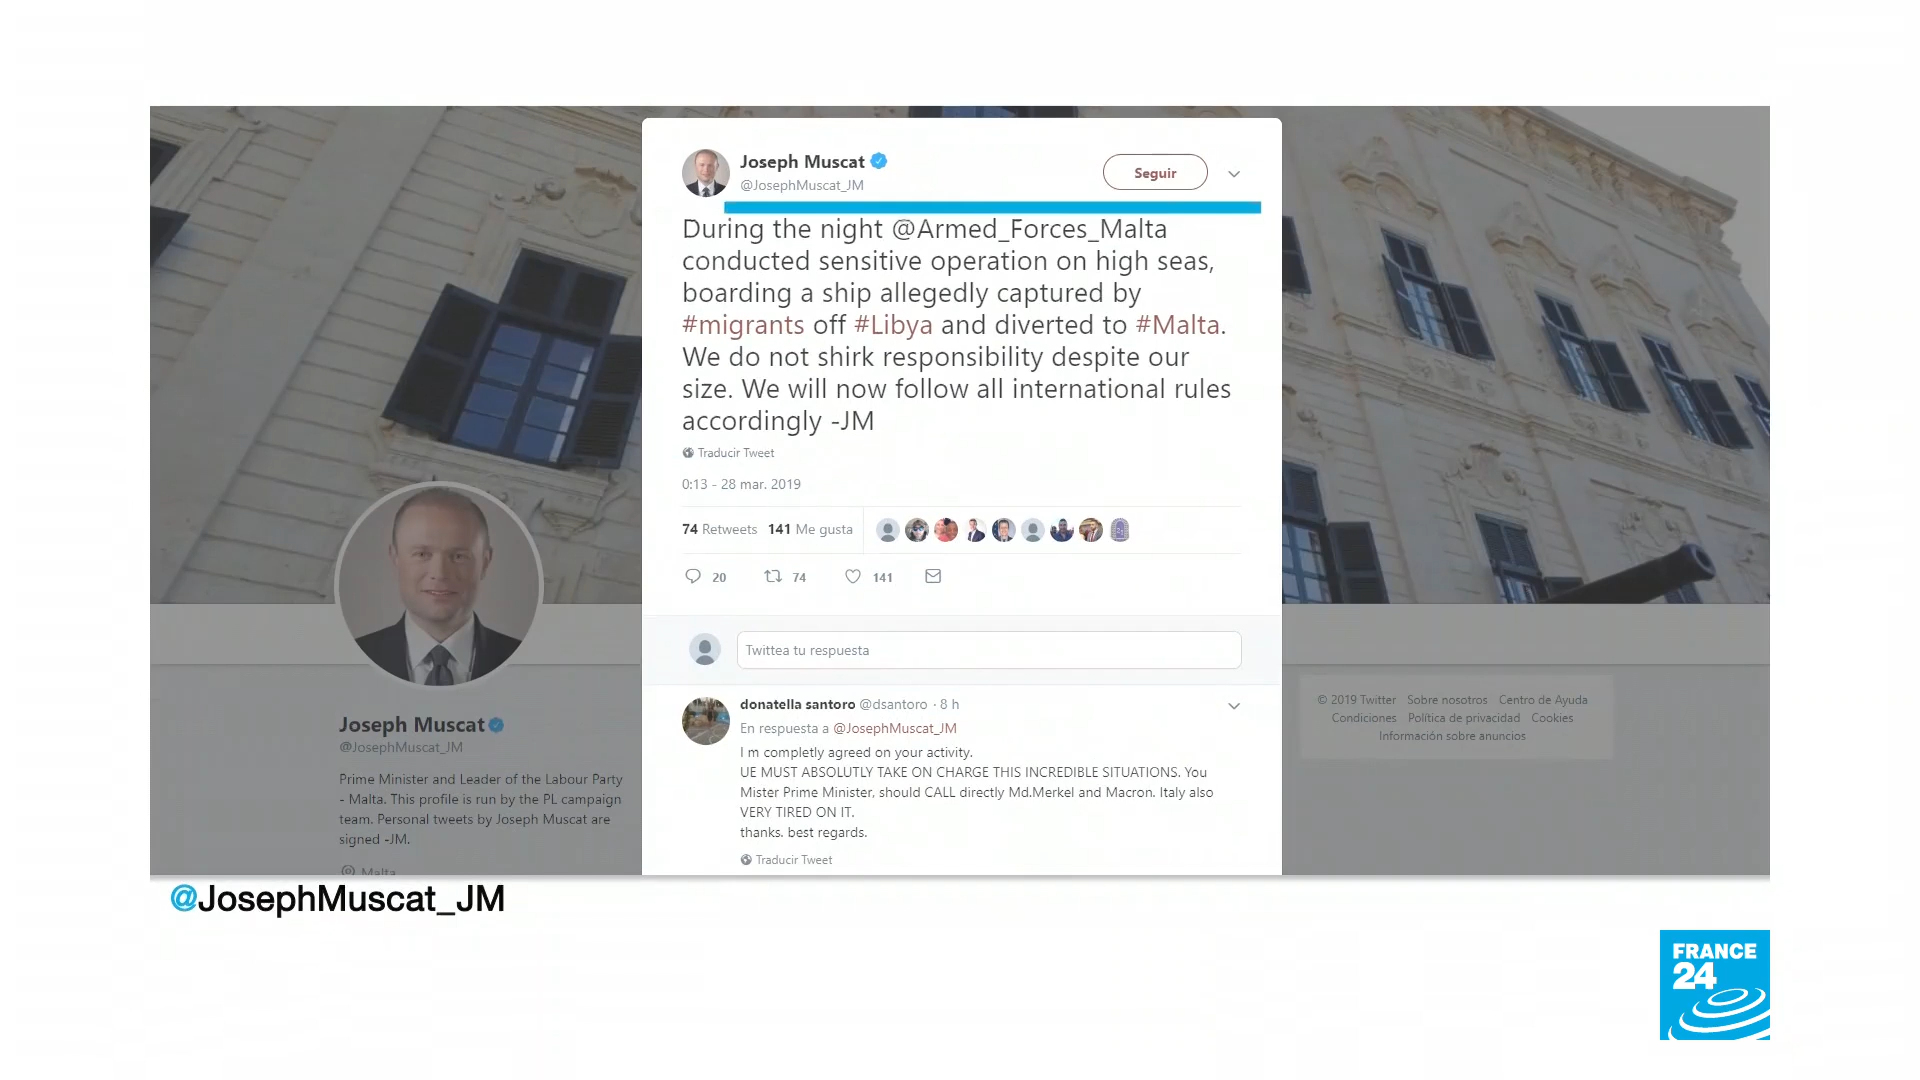 Joseph Muscat
@JosephMuscat_JM
Seguir
During the night @Armed_Forces_Malta
conducted sensitive operation on high seas,
boarding a ship allegedly captured by
#migrants off #Libya and diverted to #Malta.
We do not shirk responsibility despite our
size. We will now follow all international rules
accordingly -JM
Traducir Tweet
0:13 - 28 mar. 2019
74 Retweets 141 Me gusta
20 74 141
Twittea tu respuesta
donatella santoro @dsantoro · 8 h
En respuesta a @JosephMuscat_JM
I m completly agreed on your activity.
UE MUST ABSOLUTLY TAKE ON CHARGE THIS INCREDIBLE SITUATIONS. You
Mister Prime Minister, should CALL directly Md.Merkel and Macron. Italy also
VERY TIRED ON IT.
thanks. best regards.
Traducir Tweet
Joseph Muscat
@JosephMuscat_JM
Prime Minister and Leader of the Labour Party
- Malta. This profile is run by the PL campaign
team. Personal tweets by Joseph Muscat are
signed -JM.
Malta
© 2019 Twitter Sobre nosotros Centro de Ayuda
Condiciones Política de privacidad Cookies
Información sobre anuncios
@JosephMuscat_JM
FRANCE
24